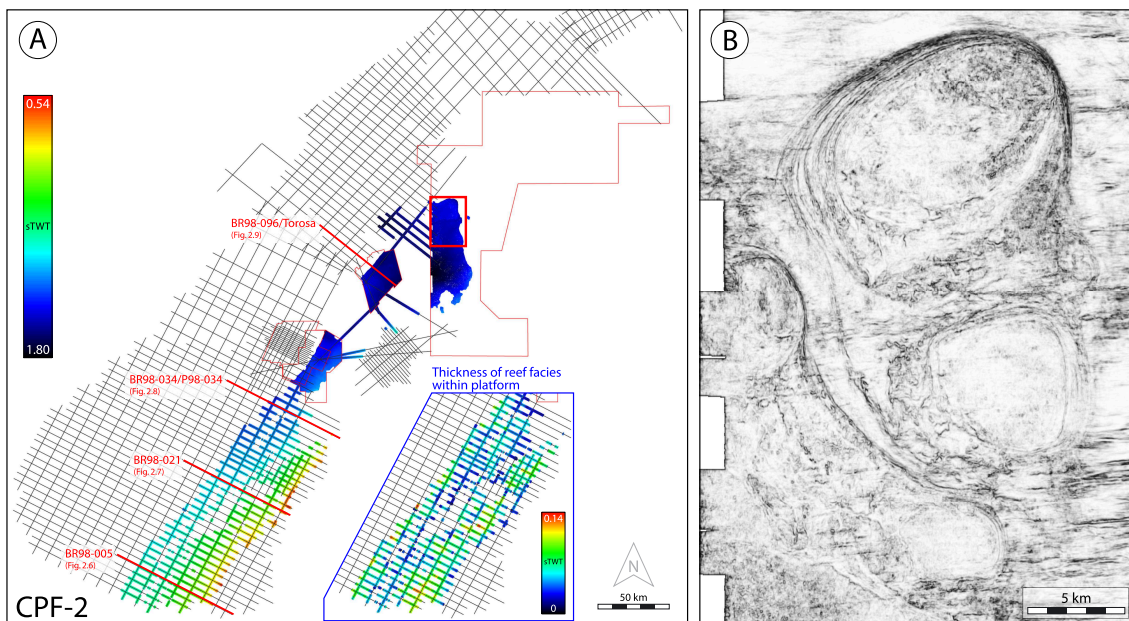 A
B
0.54
sTWT
1.80
BR98-096/Torosa
(Fig.2.9)
BR98-034/P98-034
(Fig.2.8)
BR98-021
(Fig.2.7)
BR98-005
(Fig.2.6)
Thickness of reef facies
within platform
0.14
sTWT
0
N
50 km
CPF-2
5 km